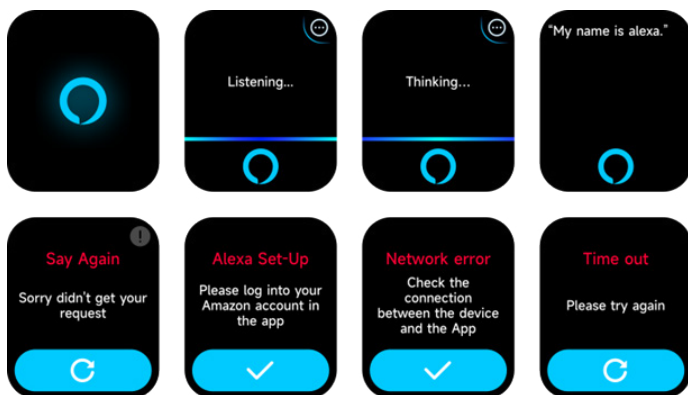 Listening...
Thinking...
“My name is alexa.”
Say Again
Sorry didn't get your
request
Alexa Set-Up
Please log into your
Amazon account in
the app
Network error
Check the
connection
between the device
and the App
Time out
Please try again